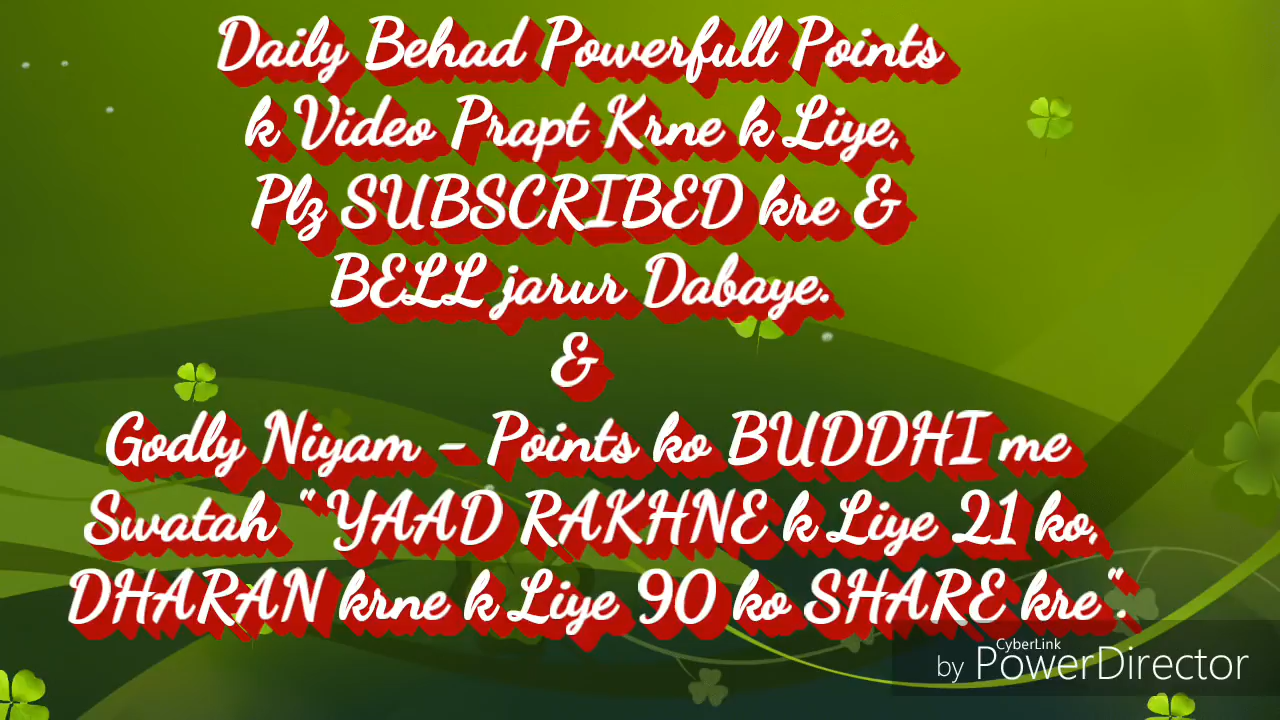 Daily Behad Powerfull Points
k Video Prapt Krne k Liye,
Plz SUBSCRIBED kre &
BELL jarur Dabaye.
&
Godly Niyam - Points ko BUDDHI me
Swatah "YAAD RAKHNE k Liye 21 ko,
DHARAN krne k Liye 90 ko SHARE kre".
CyberLink
by PowerDirector